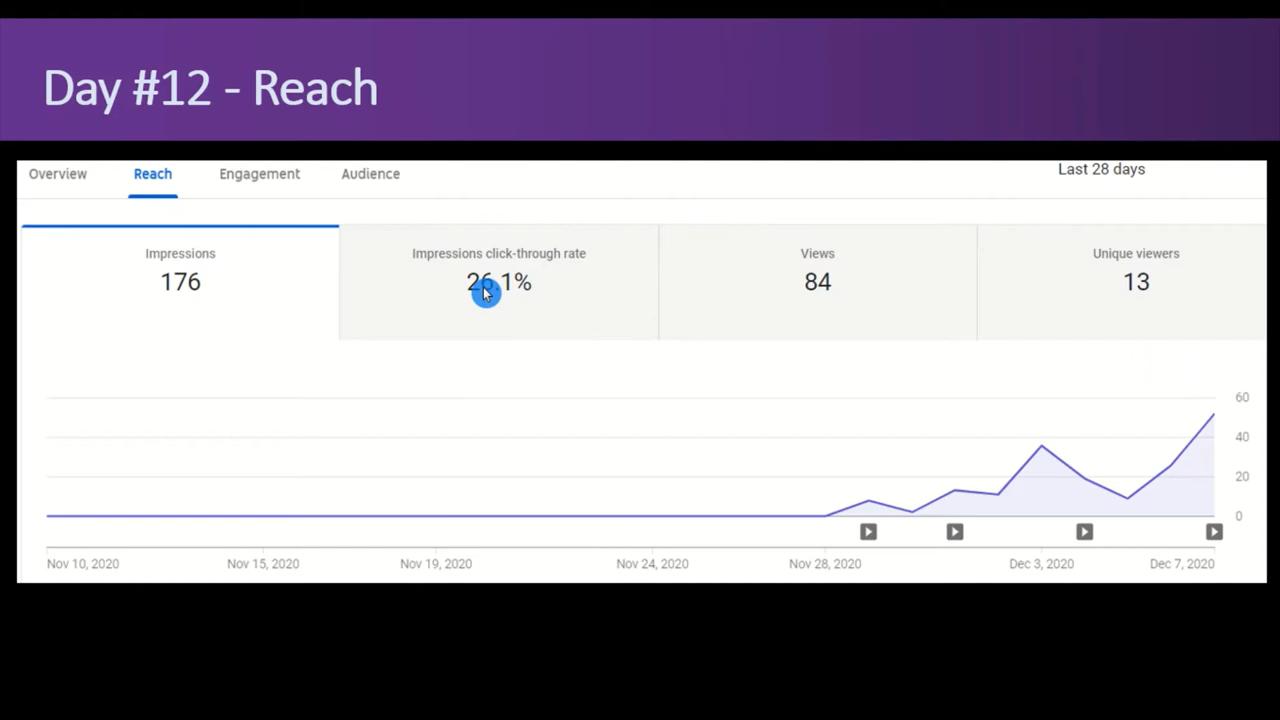 Day #12 - Reach
Overview Reach Engagement Audience Last 28 days
Impressions Impressions click-through rate Views Unique viewers
176 26.1% 84 13
60
40
20
0
Nov 10, 2020 Nov 15, 2020 Nov 19, 2020 Nov 24, 2020 Nov 28, 2020 Dec 3, 2020 Dec 7, 2020